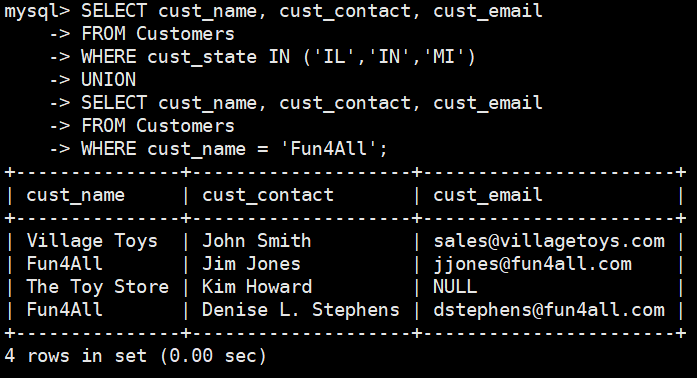 mysql> SELECT cust_name, cust_contact, cust_email
    -> FROM Customers
    -> WHERE cust_state IN ('IL','IN','MI')
    -> UNION
    -> SELECT cust_name, cust_contact, cust_email
    -> FROM Customers
    -> WHERE cust_name = 'Fun4All';
+---------------+--------------------+-----------------------+
| cust_name     | cust_contact       | cust_email            |
+---------------+--------------------+-----------------------+
| Village Toys  | John Smith         | sales@villagetoys.com |
| Fun4All       | Jim Jones          | jjones@fun4all.com    |
| The Toy Store | Kim Howard         | NULL                  |
| Fun4All       | Denise L. Stephens | dstephens@fun4all.com |
+---------------+--------------------+-----------------------+
4 rows in set (0.00 sec)